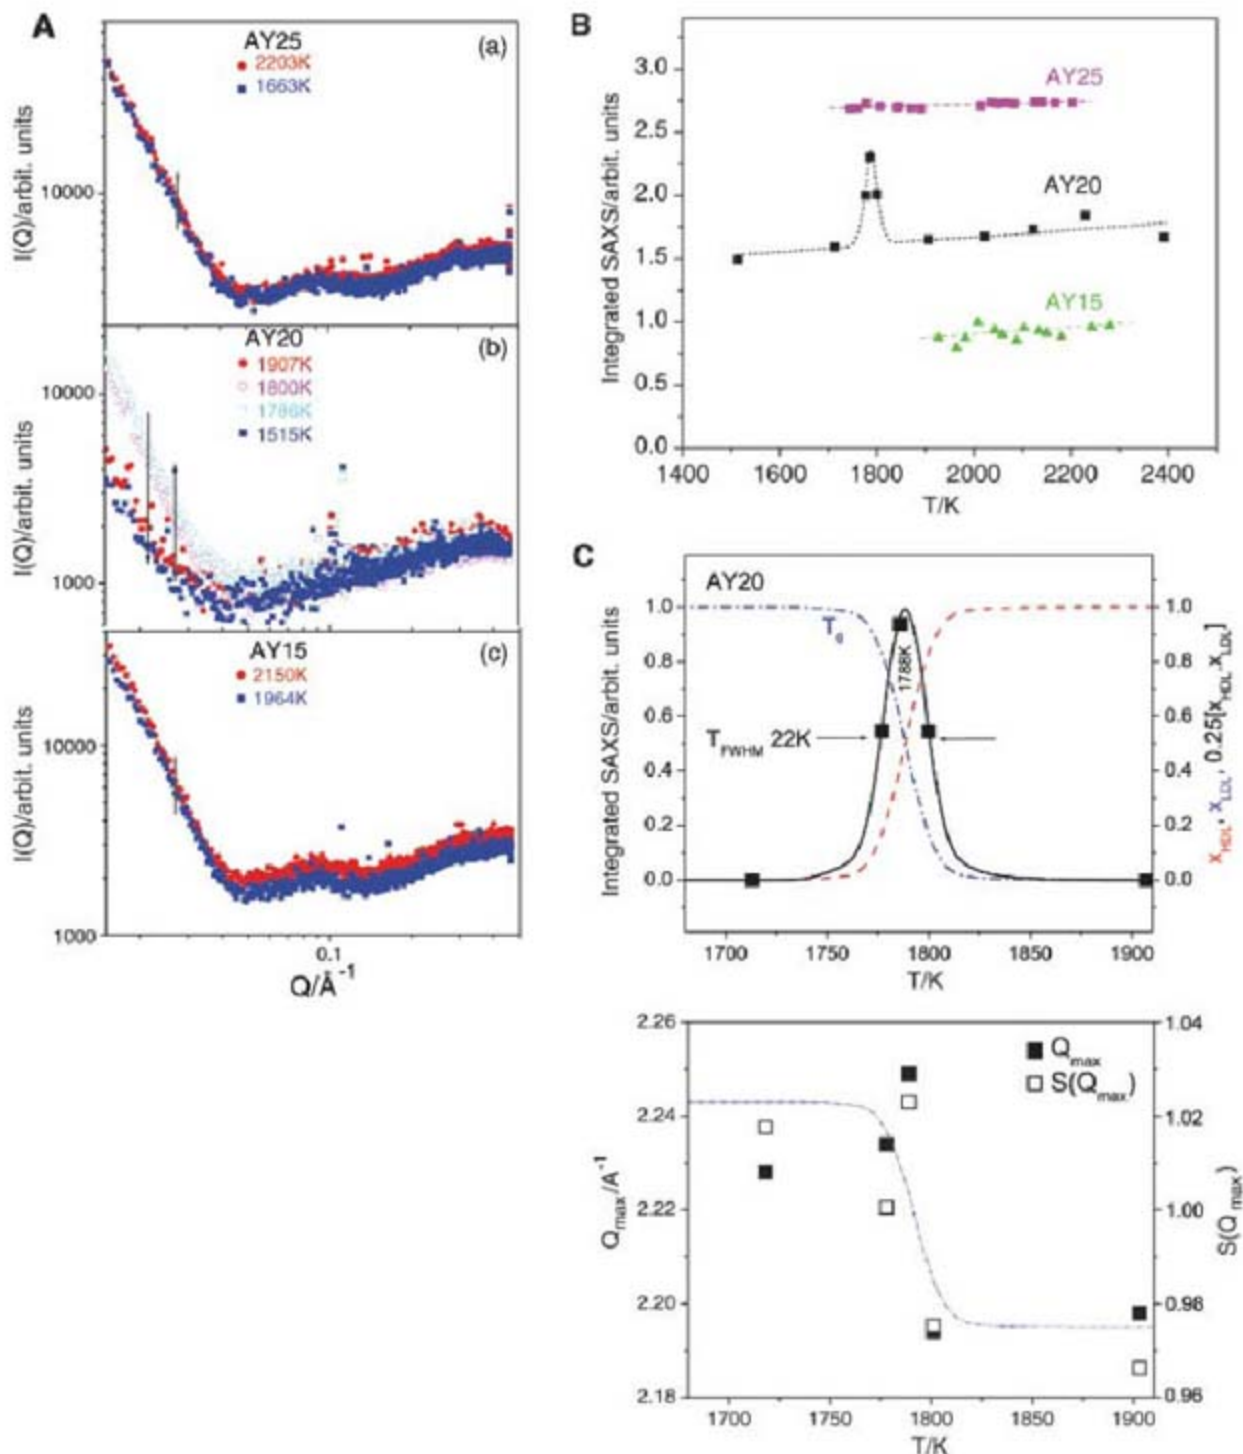 A
AY25
(a)
2203K
1663K
I(Q)/arbit. units
10000
AY20
(b)
1907K
1800K
1786K
1515K
I(Q)/arbit. units
10000
1000
AY15
(c)
2150K
1964K
I(Q)/arbit. units
10000
1000
0.1
Q/Å⁻¹
B
AY25
AY20
AY15
Integrated SAXS/arbit. units
3.0
2.5
2.0
1.5
1.0
0.5
0.0
1400 1600 1800 2000 2200 2400
T/K
C
AY20
1788K
T_FWHM 22K
Integrated SAXS/arbit. units
1.0
0.8
0.6
0.4
0.2
0.0
1.0
0.8
0.6
0.4
0.2
0.0
x_HDL, x_LDL, 0.25[x_HDL·x_LDL]
1700 1750 1800 1850 1900
T/K
Q_max
S(Q_max)
Q_max/A⁻¹
2.26
2.24
2.22
2.20
2.18
1.04
1.02
1.00
0.98
0.96
S(Q_max)
1700 1750 1800 1850 1900
T/K